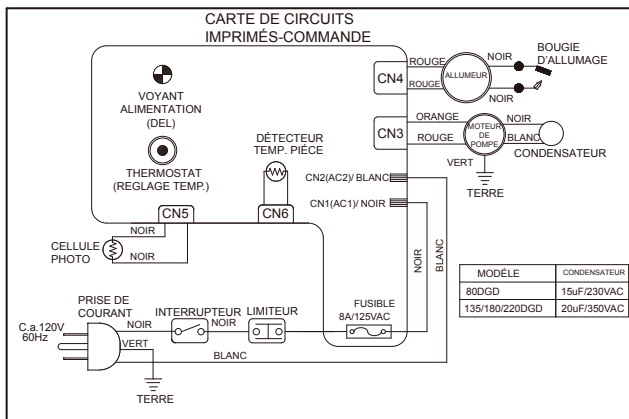 CARTE DE CIRCUITS
IMPRIMÉS-COMMANDE
VOYANT
ALIMENTATION
(DEL)
THERMOSTAT
(REGLAGE TEMP.)
DÉTECTEUR
TEMP. PIÉCE
CN5
CN6
CN4
CN3
CN2(AC2)/ BLANC
CN1(AC1)/ NOIR
ROUGE
ROUGE
ALLUMEUR
NOIR
NOIR
BOUGIE
D'ALLUMAGE
ORANGE
ROUGE
MOTEUR
DE
POMPE
NOIR
BLANC
CONDENSATEUR
VERT
TERRE
NOIR
NOIR
CELLULE
PHOTO
NOIR
BLANC
MODÉLE
CONDENSATEUR
80DGD
15uF/230VAC
135/180/220DGD
20uF/350VAC
PRISE DE
COURANT
C.a.120V
60Hz
NOIR
INTERRUPTEUR
NOIR
LIMITEUR
FUSIBLE
8A/125VAC
VERT
BLANC
TERRE